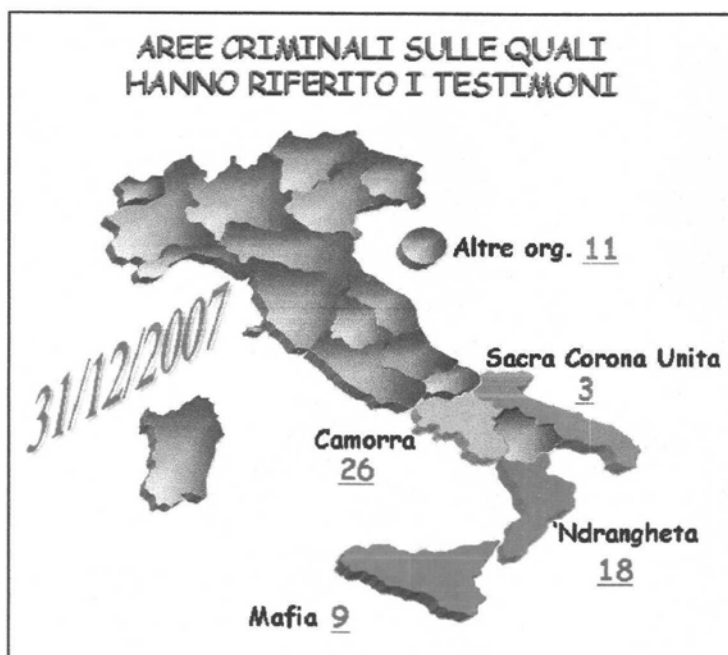 AREE CRIMINALI SULLE QUALI
HANNO RIFERITO I TESTIMONI
Altre org. 11
31/12/2007
Sacra Corona Unita
3
Camorra
26
'Ndrangheta
18
Mafia 9